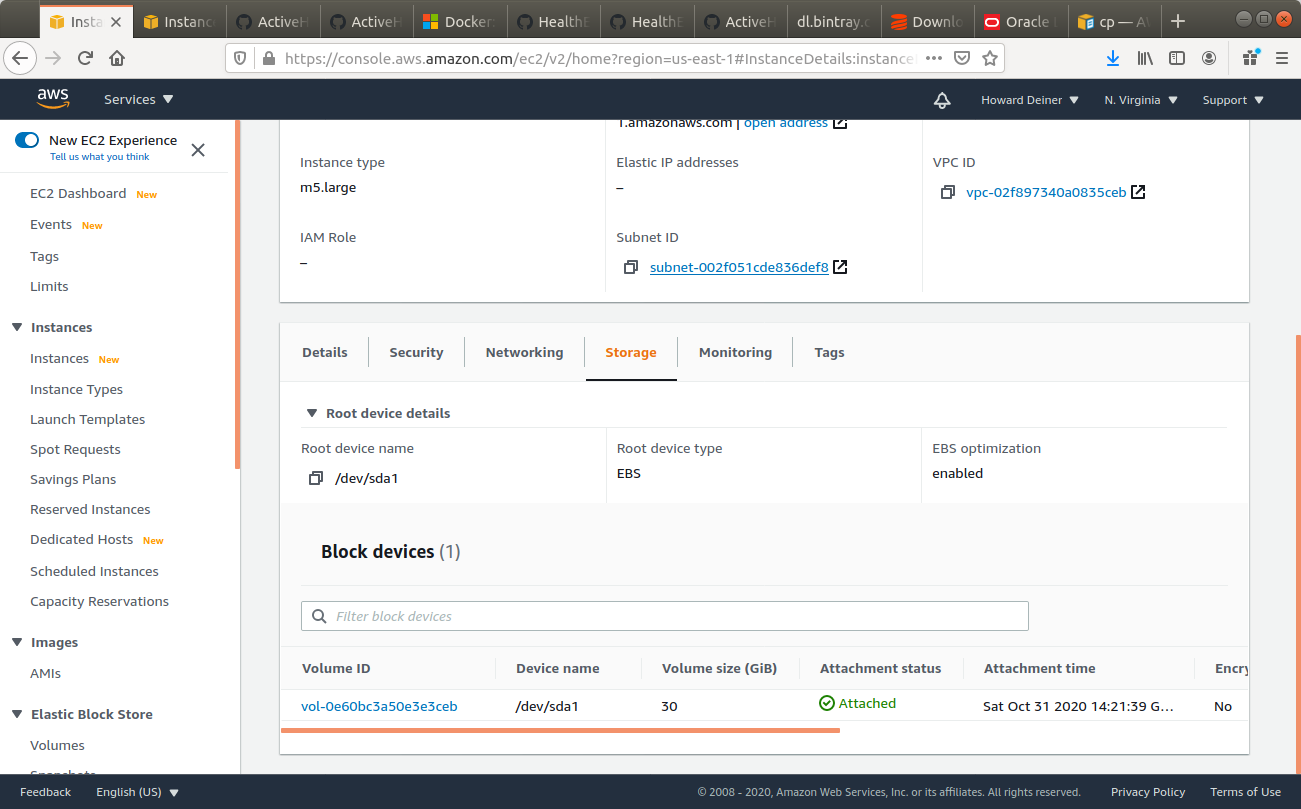 Insta
Instanc
ActiveH
ActiveH
Docker:
HealthE
HealthE
ActiveH
dl.bintray.c
Downlo
Oracle
cp — A
https://console.aws.amazon.com/ec2/v2/home?region=us-east-1#InstanceDetails:instanceI
aws
Services
Howard Deiner
N. Virginia
Support
New EC2 Experience
Tell us what you think
EC2 Dashboard New
Events New
Tags
Limits
Instances
Instances New
Instance Types
Launch Templates
Spot Requests
Savings Plans
Reserved Instances
Dedicated Hosts New
Scheduled Instances
Capacity Reservations
Images
AMIs
Elastic Block Store
Volumes
Snapshots
1.amazonaws.com | open address
Instance type
m5.large
Elastic IP addresses
–
VPC ID
vpc-02f897340a0835ceb
IAM Role
–
Subnet ID
subnet-002f051cde836def8
Details
Security
Networking
Storage
Monitoring
Tags
Root device details
Root device name
/dev/sda1
Root device type
EBS
EBS optimization
enabled
Block devices (1)
Filter block devices
Volume ID
Device name
Volume size (GiB)
Attachment status
Attachment time
Encry
vol-0e60bc3a50e3e3ceb
/dev/sda1
30
Attached
Sat Oct 31 2020 14:21:39 G...
No
Feedback
English (US)
© 2008 - 2020, Amazon Web Services, Inc. or its affiliates. All rights reserved.
Privacy Policy
Terms of Use